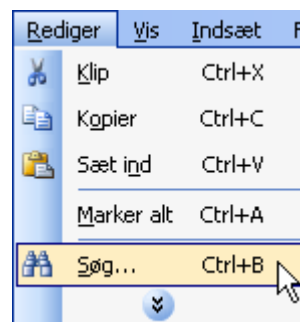 Rediger Vis Indsæt F
Klip Ctrl+X
Kopier Ctrl+C
Sæt ind Ctrl+V
Marker alt Ctrl+A
Søg... Ctrl+B